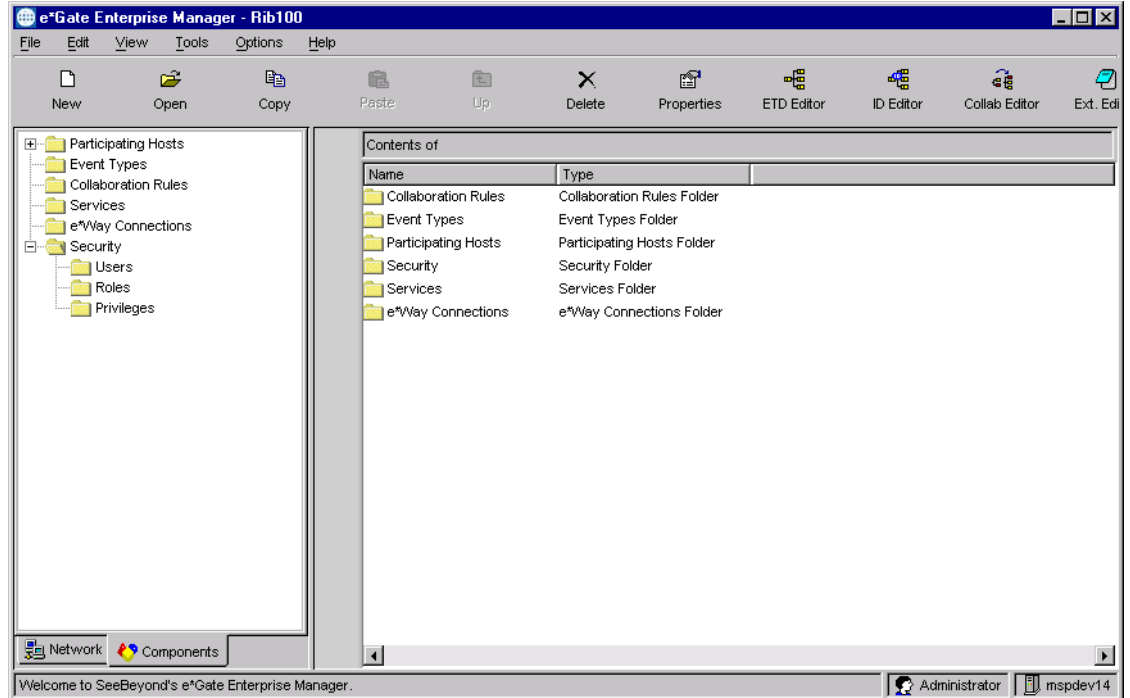 e*Gate Enterprise Manager - Rib100
File Edit View Tools Options Help
New Open Copy Paste Up Delete Properties ETD Editor ID Editor Collab Editor Ext. Edi
Participating Hosts
Event Types
Collaboration Rules
Services
e*Way Connections
Security
Users
Roles
Privileges
Contents of
Name Type
Collaboration Rules Collaboration Rules Folder
Event Types Event Types Folder
Participating Hosts Participating Hosts Folder
Security Security Folder
Services Services Folder
e*Way Connections e*Way Connections Folder
Network Components
Welcome to SeeBeyond's e*Gate Enterprise Manager. Administrator mspdev14